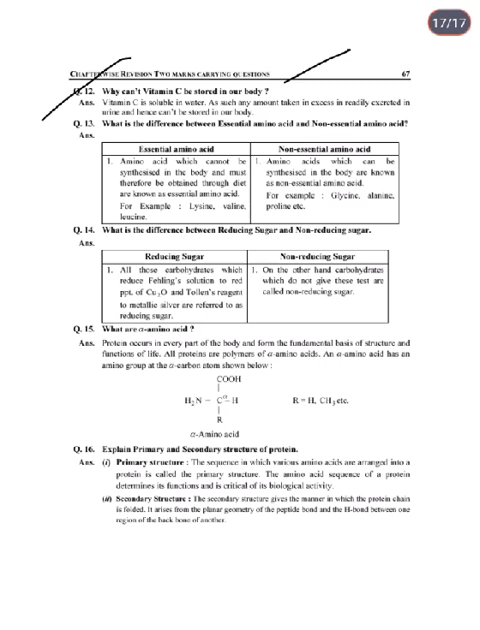 17/17
CHAPTERWISE REVISION TWO MARKS CARRYING QUESTIONS 67
Q. 12. Why can't Vitamin C be stored in our body ?
Ans. Vitamin C is soluble in water. As such any amount taken in excess in readily excreted in
urine and hence can't be stored in our body.
Q. 13. What is the difference between Essential amino acid and Non-essential amino acid?
Ans.
Essential amino acid
1. Amino acid which cannot be
synthesised in the body and must
therefore be obtained through diet
are known as essential amino acid.
For Example : Lysine, valine,
leucine.
Non-essential amino acid
1. Amino acids which can be
synthesised in the body are known
as non-essential amino acid.
For example : Glycine, alanine,
proline etc.
Q. 14. What is the difference between Reducing Sugar and Non-reducing sugar.
Ans.
Reducing Sugar
1. All those carbohydrates which
reduce Fehling's solution to red
ppt. of Cu₂O and Tollen's reagent
to metallic silver are referred to as
reducing sugar.
Non-reducing Sugar
1. On the other hand carbohydrates
which do not give these test are
called non-reducing sugar.
Q. 15. What are α-amino acid ?
Ans. Protein occurs in every part of the body and form the fundamental basis of structure and
functions of life. All proteins are polymers of α-amino acids. An α-amino acid has an
amino group at the α-carbon atom shown below :
COOH
|
H₂N – Cα – H R = H, CH₃ etc.
|
R
α-Amino acid
Q. 16. Explain Primary and Secondary structure of protein.
Ans. (i) Primary structure : The sequence in which various amino acids are arranged into a
protein is called the primary structure. The amino acid sequence of a protein
determines its functions and is critical of its biological activity.
(ii) Secondary Structure : The secondary structure gives the manner in which the protein chain
is folded. It arises from the planar geometry of the peptide bond and the H-bond between one
region of the back bone of another.